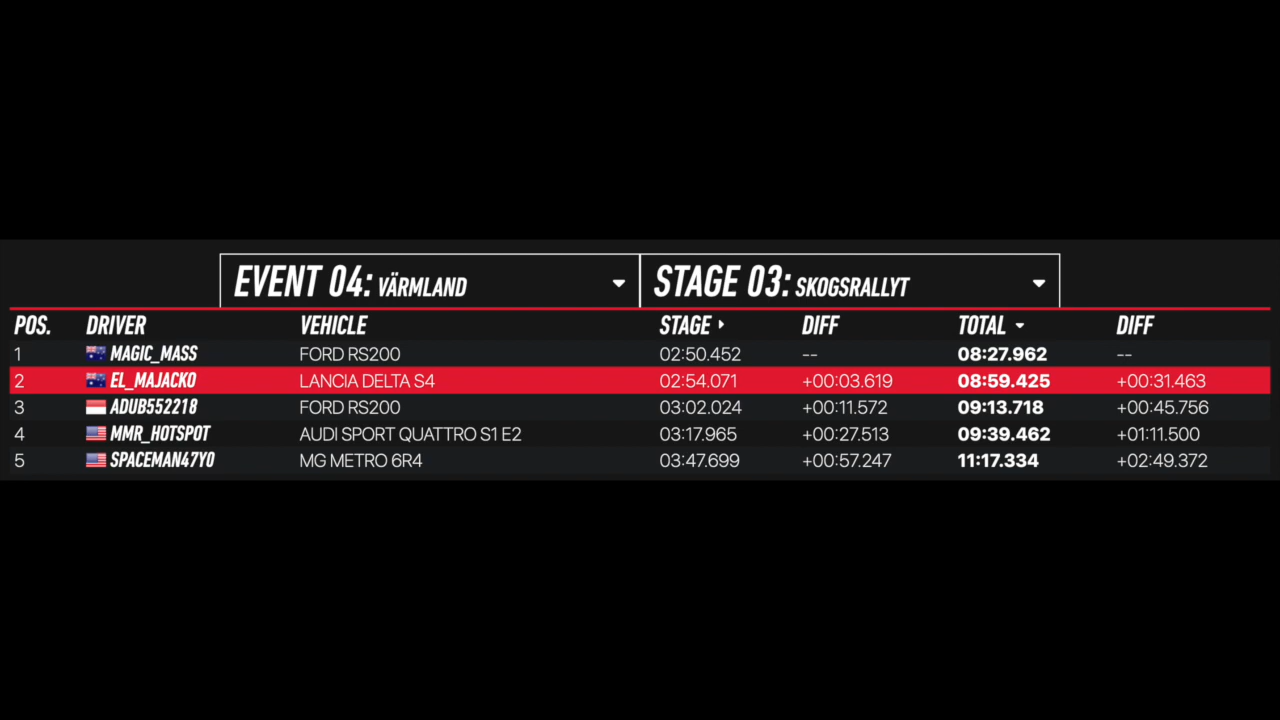 EVENT 04: VÄRMLAND STAGE 03: SKOGSRALLYT
POS. DRIVER VEHICLE STAGE DIFF TOTAL DIFF
1 MAGIC_MASS FORD RS200 02:50.452 -- 08:27.962 --
2 EL_MAJACKO LANCIA DELTA S4 02:54.071 +00:03.619 08:59.425 +00:31.463
3 ADUB552218 FORD RS200 03:02.024 +00:11.572 09:13.718 +00:45.756
4 MMR_HOTSPOT AUDI SPORT QUATTRO S1 E2 03:17.965 +00:27.513 09:39.462 +01:11.500
5 SPACEMAN47YO MG METRO 6R4 03:47.699 +00:57.247 11:17.334 +02:49.372